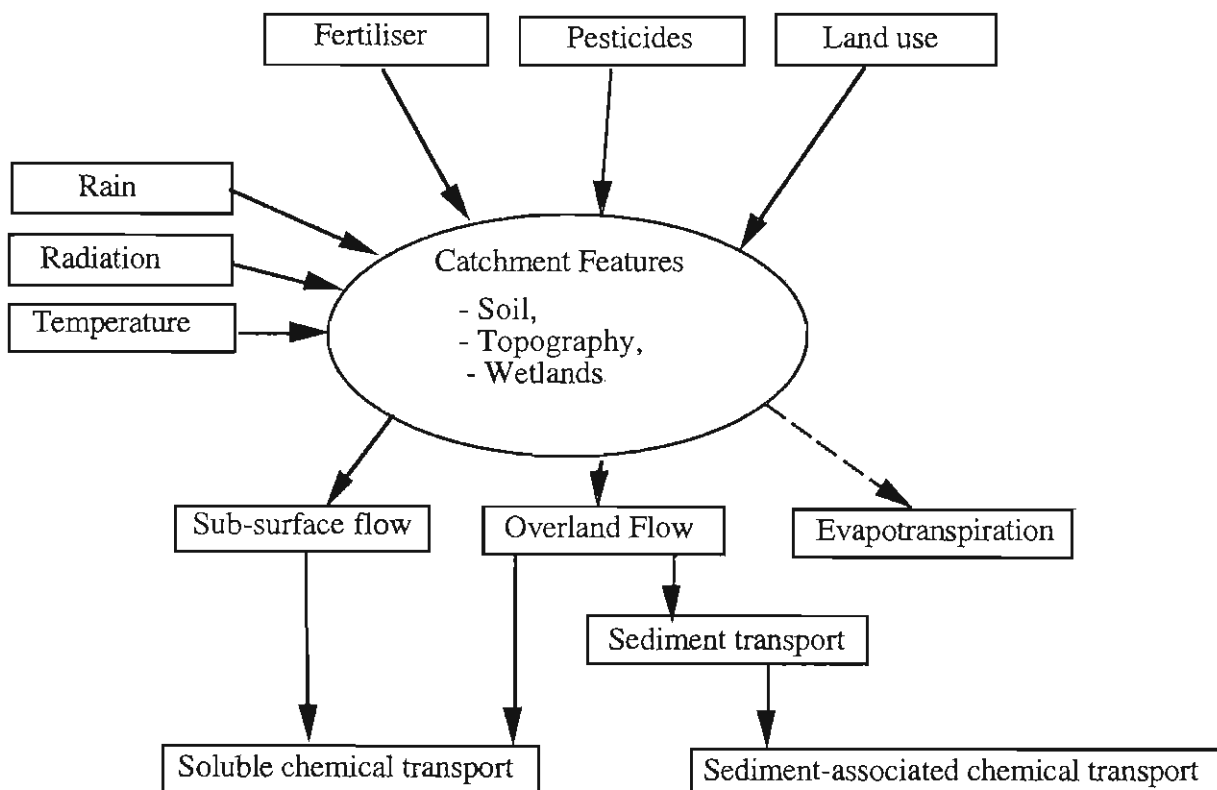 Fertiliser
Pesticides
Land use
Rain
Radiation
Temperature
Catchment Features
- Soil,
- Topography,
- Wetlands
Sub-surface flow
Overland Flow
Evapotranspiration
Sediment transport
Soluble chemical transport
Sediment-associated chemical transport